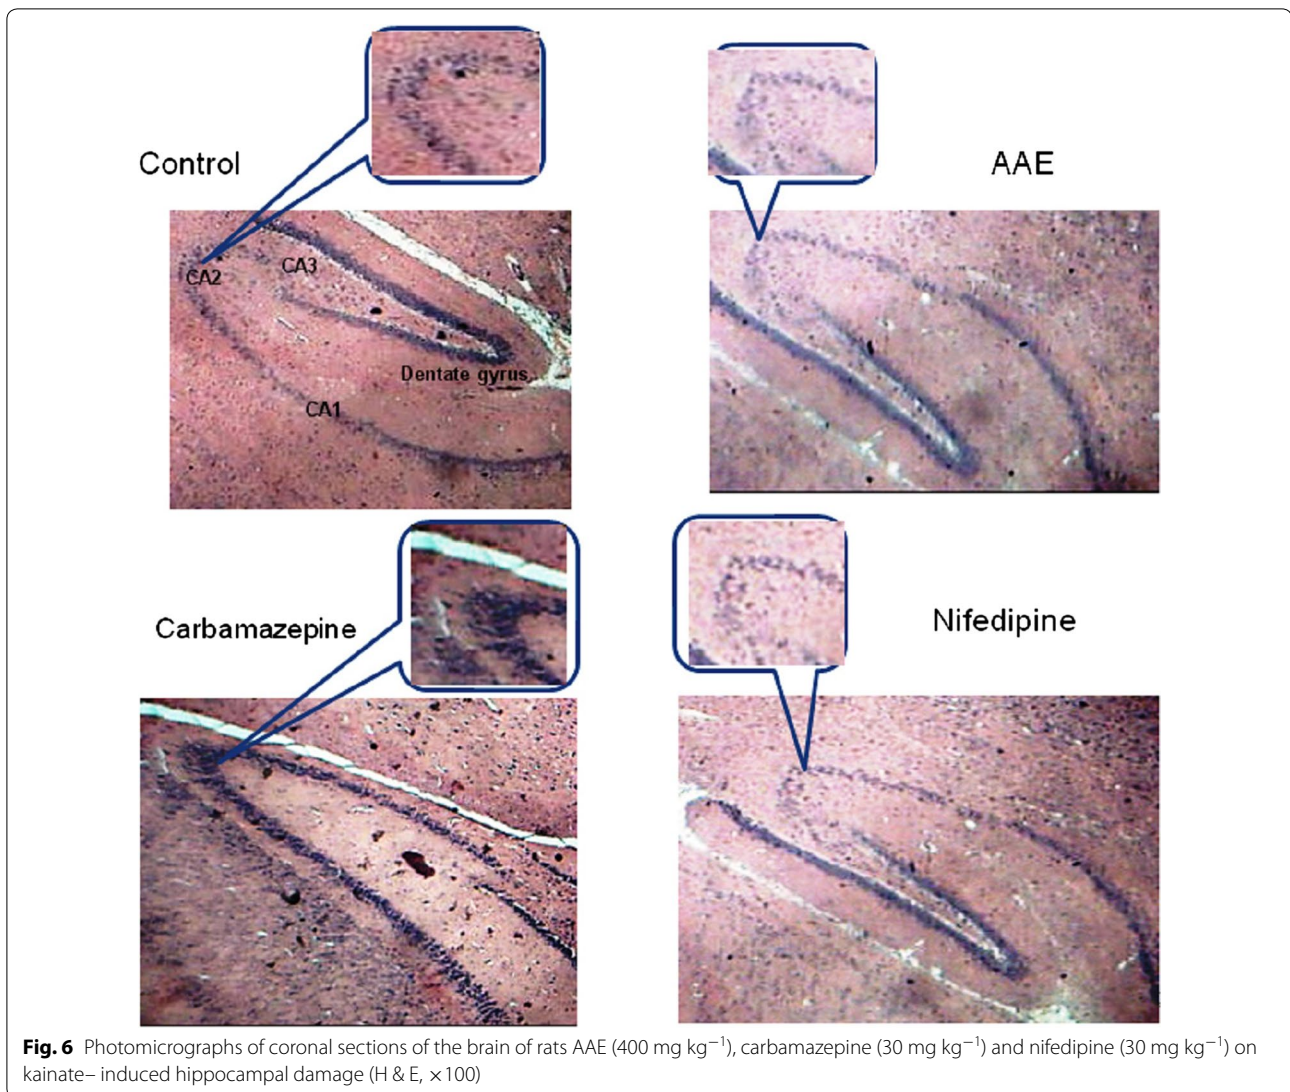 Control
AAE
CA3
CA2
Dentate gyrus
CA1
Carbamazepine
Nifedipine
Fig. 6 Photomicrographs of coronal sections of the brain of rats AAE (400 mg kg⁻¹), carbamazepine (30 mg kg⁻¹) and nifedipine (30 mg kg⁻¹) on
kainate– induced hippocampal damage (H & E, ×100)